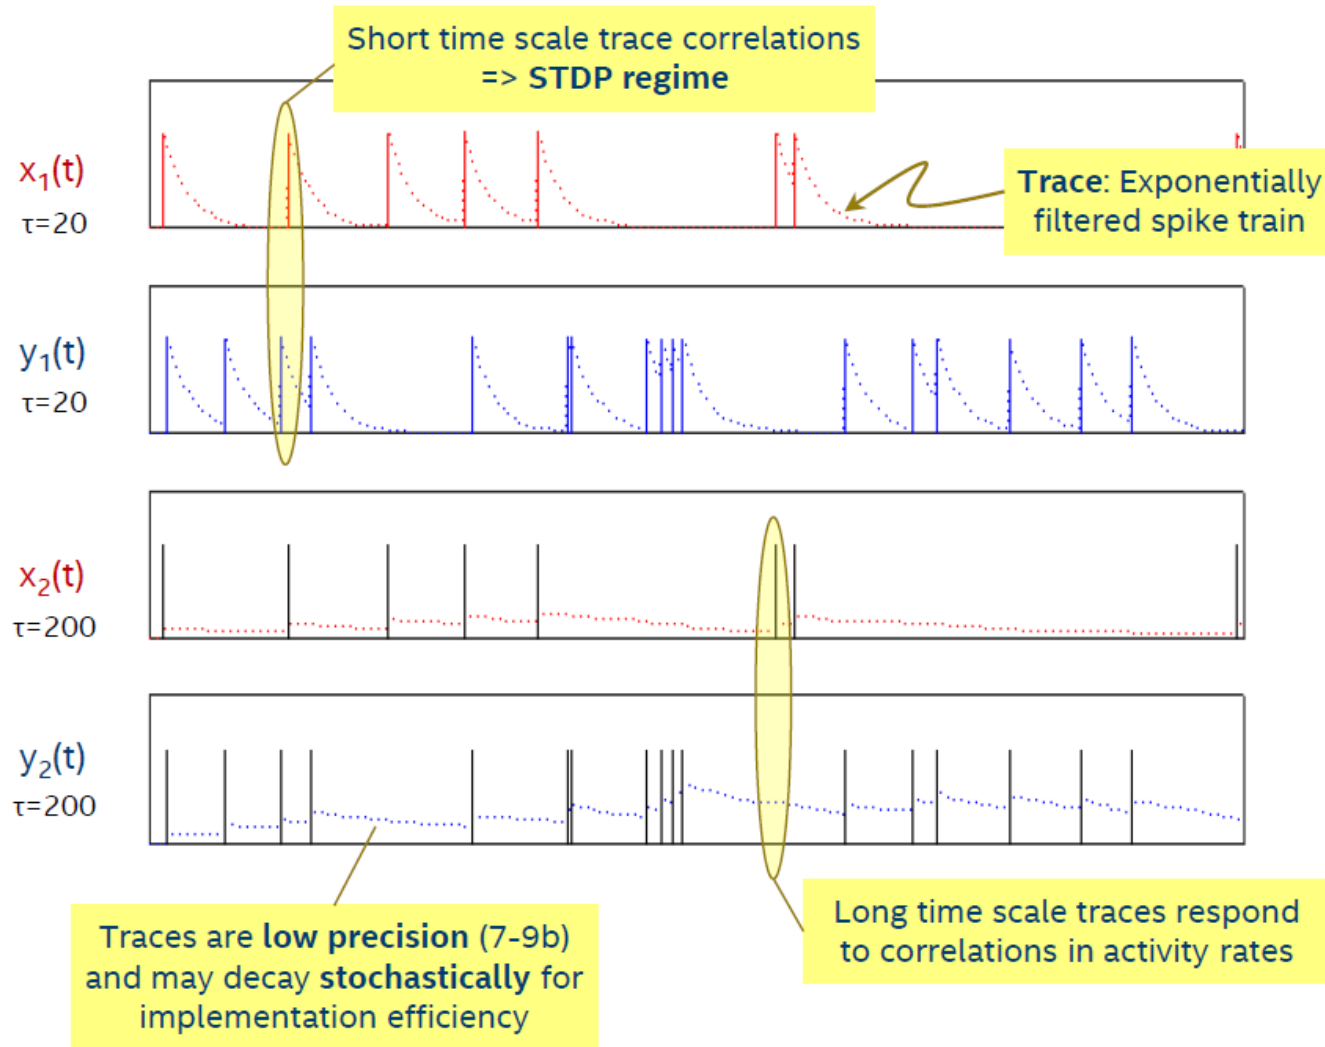 Short time scale trace correlations
=> STDP regime
x₁(t)
τ=20
Trace: Exponentially
filtered spike train
y₁(t)
τ=20
x₂(t)
τ=200
y₂(t)
τ=200
Traces are low precision (7-9b)
and may decay stochastically for
implementation efficiency
Long time scale traces respond
to correlations in activity rates